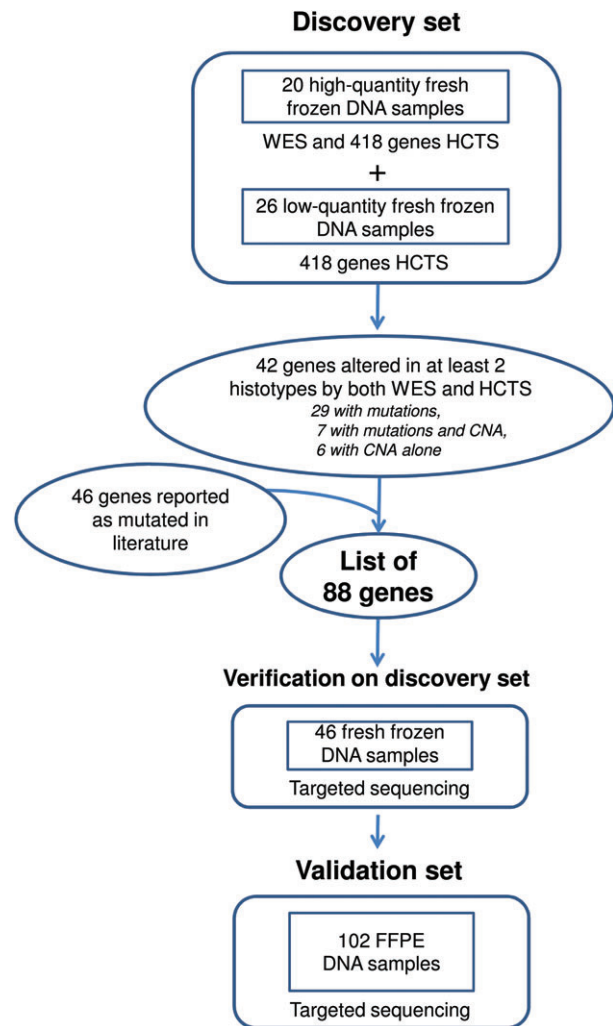 Discovery set
20 high-quantity fresh
frozen DNA samples
WES and 418 genes HCTS
+
26 low-quantity fresh frozen
DNA samples
418 genes HCTS
42 genes altered in at least 2
histotypes by both WES and HCTS
29 with mutations,
7 with mutations and CNA,
6 with CNA alone
46 genes reported
as mutated in
literature
List of
88 genes
Verification on discovery set
46 fresh frozen
DNA samples
Targeted sequencing
Validation set
102 FFPE
DNA samples
Targeted sequencing